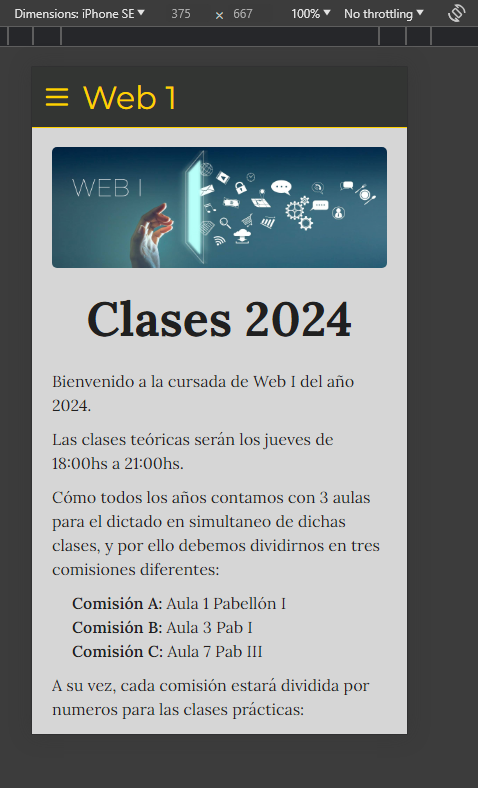 Dimensions: iPhone SE ▼ 375 × 667 100% ▼ No throttling ▼
☰ Web 1
WEB I
Clases 2024
Bienvenido a la cursada de Web I del año
2024.
Las clases teóricas serán los jueves de
18:00hs a 21:00hs.
Cómo todos los años contamos con 3 aulas
para el dictado en simultaneo de dichas
clases, y por ello debemos dividirnos en tres
comisiones diferentes:
Comisión A: Aula 1 Pabellón I
Comisión B: Aula 3 Pab I
Comisión C: Aula 7 Pab III
A su vez, cada comisión estará dividida por
numeros para las clases prácticas: